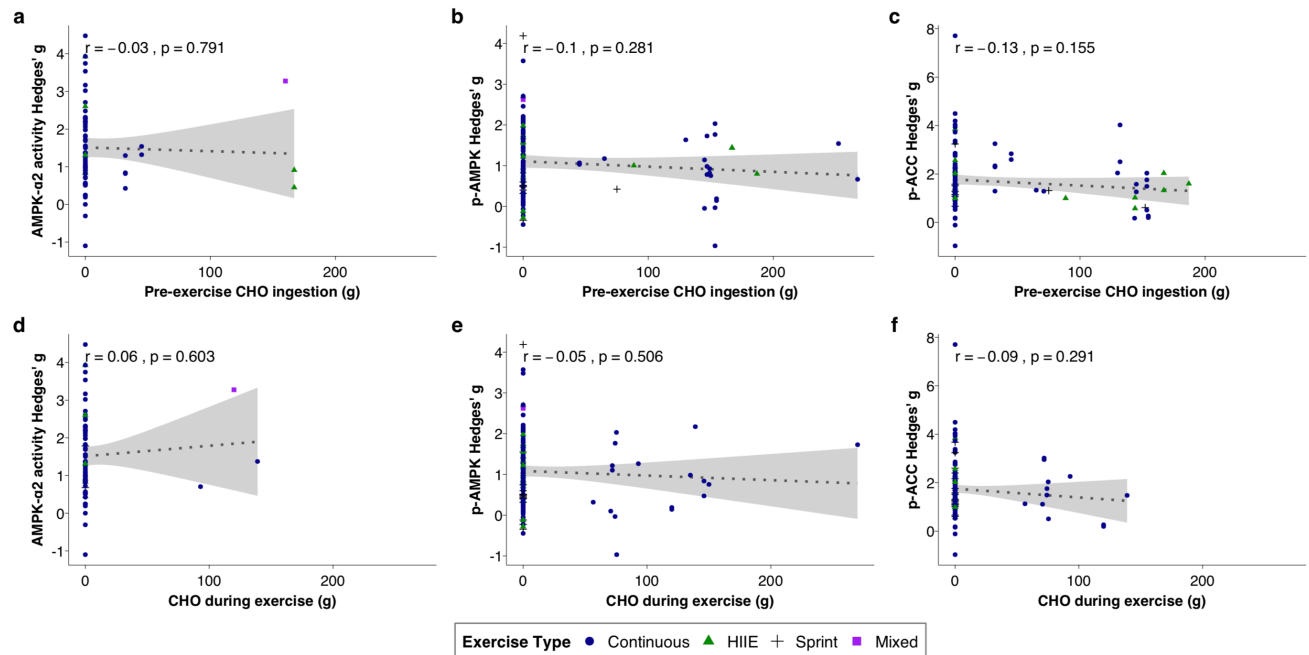 a
r = −0.03 , p = 0.791
AMPK-α2 activity Hedges' g
4
3
2
1
0
-1
0
100
200
Pre-exercise CHO ingestion (g)
b
r = −0.1 , p = 0.281
p-AMPK Hedges' g
4
3
2
1
0
-1
0
100
200
Pre-exercise CHO ingestion (g)
c
r = −0.13 , p = 0.155
p-ACC Hedges' g
8
6
4
2
0
0
100
200
Pre-exercise CHO ingestion (g)
d
r = 0.06 , p = 0.603
AMPK-α2 activity Hedges' g
4
3
2
1
0
-1
0
100
200
CHO during exercise (g)
e
r = −0.05 , p = 0.506
p-AMPK Hedges' g
4
3
2
1
0
-1
0
100
200
CHO during exercise (g)
f
r = −0.09 , p = 0.291
p-ACC Hedges' g
8
6
4
2
0
0
100
200
CHO during exercise (g)
Exercise Type Continuous HIIE Sprint Mixed